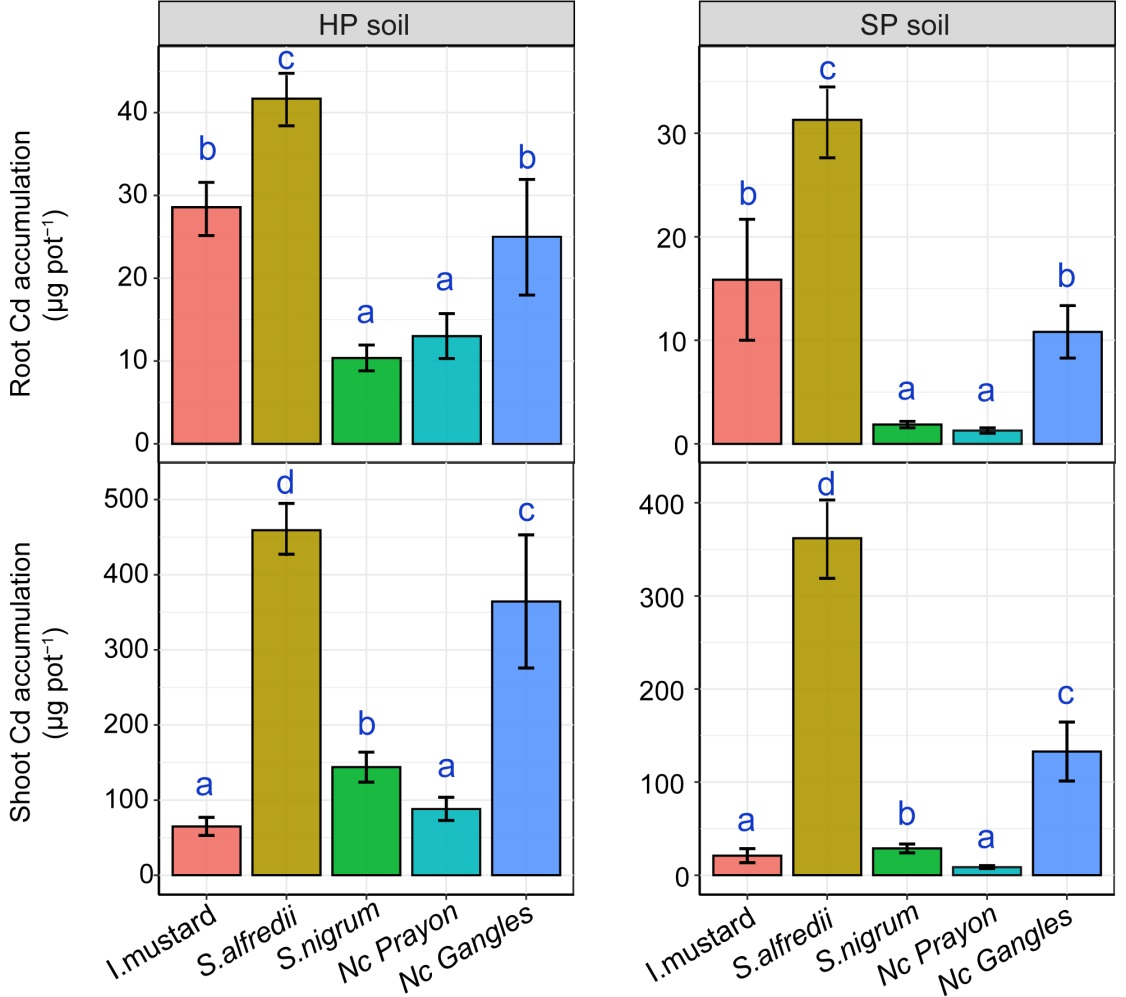 HP soil
SP soil
Root Cd accumulation
(µg pot⁻¹)
40
30
20
10
0
b
c
a
a
b
30
20
10
0
b
c
a
a
b
Shoot Cd accumulation
(µg pot⁻¹)
500
400
300
200
100
0
a
d
b
a
c
400
300
200
100
0
a
d
b
a
c
I.mustard
S.alfredii
S.nigrum
Nc Prayon
Nc Gangles
I.mustard
S.alfredii
S.nigrum
Nc Prayon
Nc Gangles